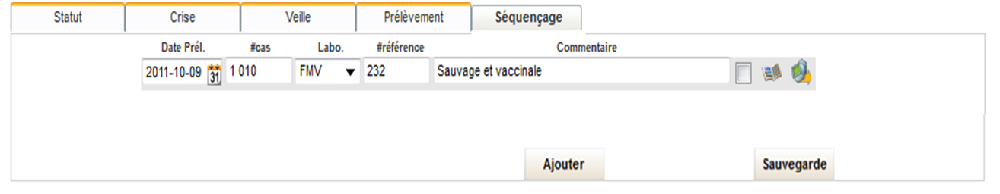 Statut Crise Veille Prélèvement Séquençage
Date Prél. #cas Labo. #référence Commentaire
2011-10-09 31 1 010 FMV 232 Sauvage et vaccinale
Ajouter Sauvegarde